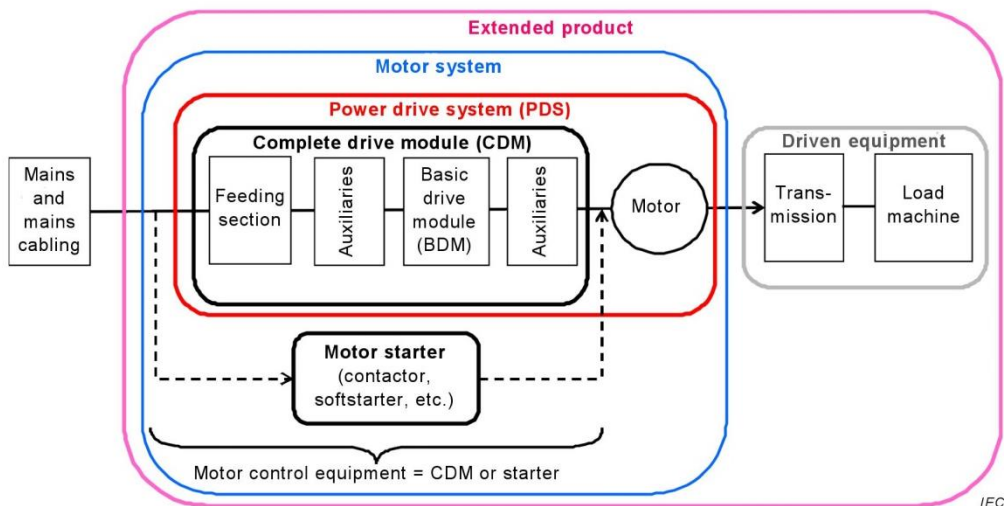 Extended product
Motor system
Power drive system (PDS)
Complete drive module (CDM)
Driven equipment
Mains
and
mains
cabling
Feeding
section
Auxiliaries
Basic
drive
module
(BDM)
Auxiliaries
Motor
Trans-
mission
Load
machine
Motor starter
(contactor,
softstarter, etc.)
Motor control equipment = CDM or starter
IEC